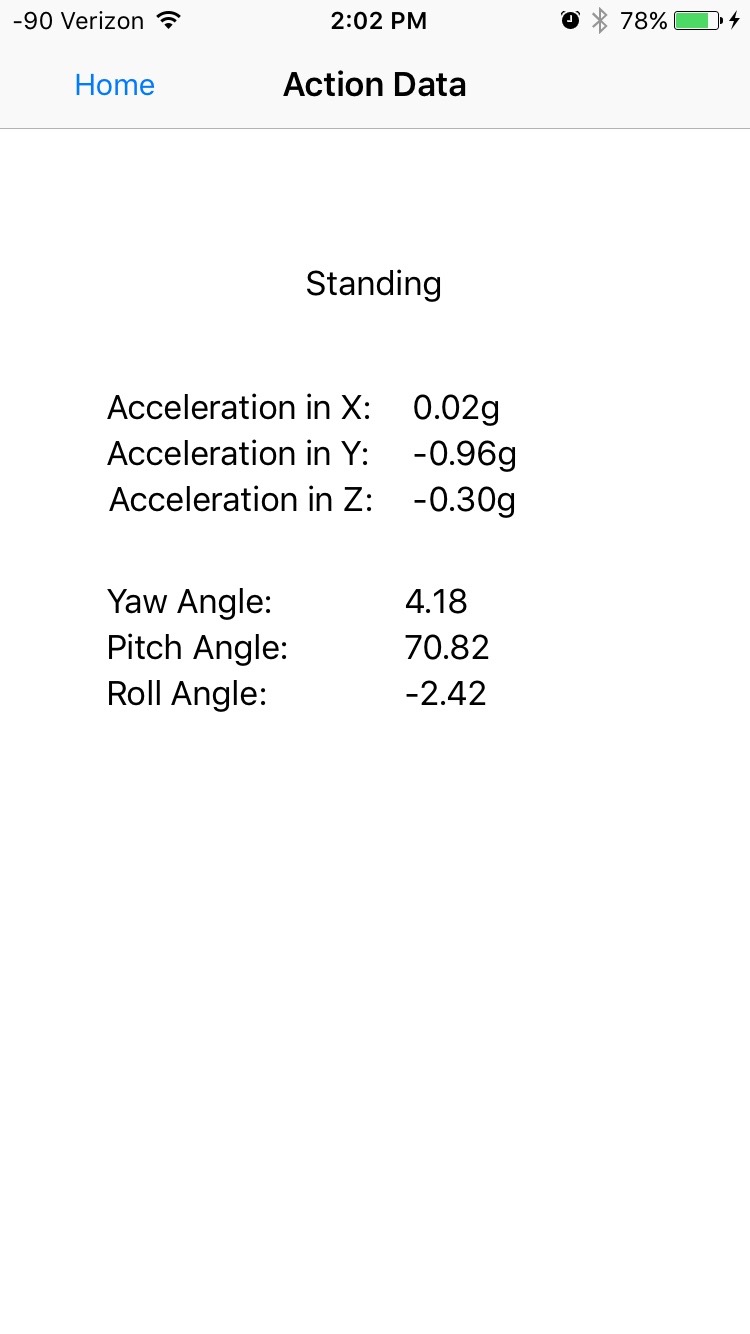 -90 Verizon 2:02 PM 78%
Home Action Data
Standing
Acceleration in X: 0.02g
Acceleration in Y: -0.96g
Acceleration in Z: -0.30g
Yaw Angle: 4.18
Pitch Angle: 70.82
Roll Angle: -2.42